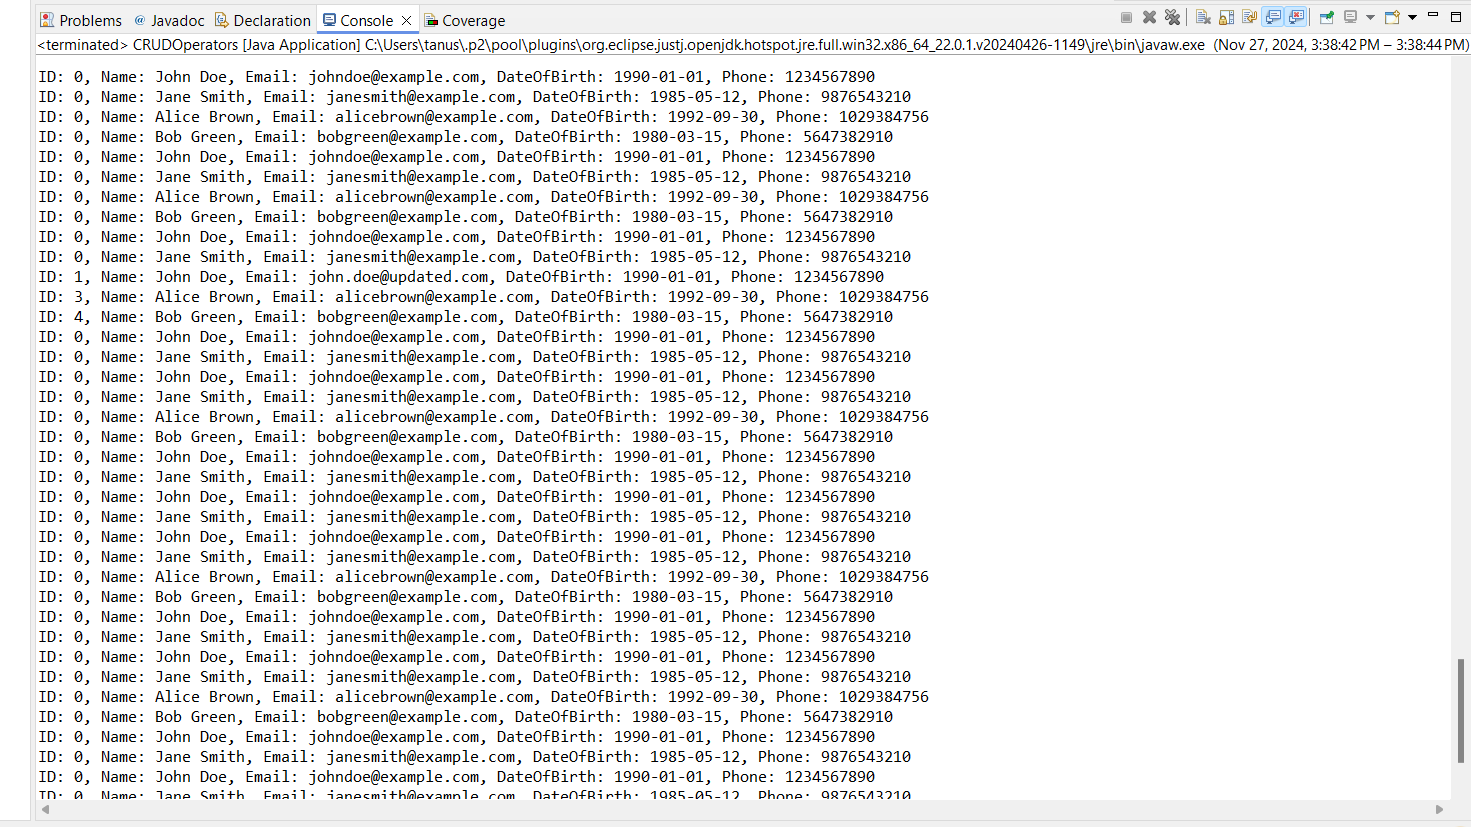 Problems @ Javadoc Declaration Console Coverage
<terminated> CRUDOperators [Java Application] C:\Users\tanus\.p2\pool\plugins\org.eclipse.justj.openjdk.hotspot.jre.full.win32.x86_64_22.0.1.v20240426-1149\jre\bin\javaw.exe (Nov 27, 2024, 3:38:42 PM – 3:38:44 PM)
ID: 0, Name: John Doe, Email: johndoe@example.com, DateOfBirth: 1990-01-01, Phone: 1234567890
ID: 0, Name: Jane Smith, Email: janesmith@example.com, DateOfBirth: 1985-05-12, Phone: 9876543210
ID: 0, Name: Alice Brown, Email: alicebrown@example.com, DateOfBirth: 1992-09-30, Phone: 1029384756
ID: 0, Name: Bob Green, Email: bobgreen@example.com, DateOfBirth: 1980-03-15, Phone: 5647382910
ID: 0, Name: John Doe, Email: johndoe@example.com, DateOfBirth: 1990-01-01, Phone: 1234567890
ID: 0, Name: Jane Smith, Email: janesmith@example.com, DateOfBirth: 1985-05-12, Phone: 9876543210
ID: 0, Name: Alice Brown, Email: alicebrown@example.com, DateOfBirth: 1992-09-30, Phone: 1029384756
ID: 0, Name: Bob Green, Email: bobgreen@example.com, DateOfBirth: 1980-03-15, Phone: 5647382910
ID: 0, Name: John Doe, Email: johndoe@example.com, DateOfBirth: 1990-01-01, Phone: 1234567890
ID: 0, Name: Jane Smith, Email: janesmith@example.com, DateOfBirth: 1985-05-12, Phone: 9876543210
ID: 1, Name: John Doe, Email: john.doe@updated.com, DateOfBirth: 1990-01-01, Phone: 1234567890
ID: 3, Name: Alice Brown, Email: alicebrown@example.com, DateOfBirth: 1992-09-30, Phone: 1029384756
ID: 4, Name: Bob Green, Email: bobgreen@example.com, DateOfBirth: 1980-03-15, Phone: 5647382910
ID: 0, Name: John Doe, Email: johndoe@example.com, DateOfBirth: 1990-01-01, Phone: 1234567890
ID: 0, Name: Jane Smith, Email: janesmith@example.com, DateOfBirth: 1985-05-12, Phone: 9876543210
ID: 0, Name: John Doe, Email: johndoe@example.com, DateOfBirth: 1990-01-01, Phone: 1234567890
ID: 0, Name: Jane Smith, Email: janesmith@example.com, DateOfBirth: 1985-05-12, Phone: 9876543210
ID: 0, Name: Alice Brown, Email: alicebrown@example.com, DateOfBirth: 1992-09-30, Phone: 1029384756
ID: 0, Name: Bob Green, Email: bobgreen@example.com, DateOfBirth: 1980-03-15, Phone: 5647382910
ID: 0, Name: John Doe, Email: johndoe@example.com, DateOfBirth: 1990-01-01, Phone: 1234567890
ID: 0, Name: Jane Smith, Email: janesmith@example.com, DateOfBirth: 1985-05-12, Phone: 9876543210
ID: 0, Name: John Doe, Email: johndoe@example.com, DateOfBirth: 1990-01-01, Phone: 1234567890
ID: 0, Name: Jane Smith, Email: janesmith@example.com, DateOfBirth: 1985-05-12, Phone: 9876543210
ID: 0, Name: John Doe, Email: johndoe@example.com, DateOfBirth: 1990-01-01, Phone: 1234567890
ID: 0, Name: Jane Smith, Email: janesmith@example.com, DateOfBirth: 1985-05-12, Phone: 9876543210
ID: 0, Name: Alice Brown, Email: alicebrown@example.com, DateOfBirth: 1992-09-30, Phone: 1029384756
ID: 0, Name: Bob Green, Email: bobgreen@example.com, DateOfBirth: 1980-03-15, Phone: 5647382910
ID: 0, Name: John Doe, Email: johndoe@example.com, DateOfBirth: 1990-01-01, Phone: 1234567890
ID: 0, Name: Jane Smith, Email: janesmith@example.com, DateOfBirth: 1985-05-12, Phone: 9876543210
ID: 0, Name: John Doe, Email: johndoe@example.com, DateOfBirth: 1990-01-01, Phone: 1234567890
ID: 0, Name: Jane Smith, Email: janesmith@example.com, DateOfBirth: 1985-05-12, Phone: 9876543210
ID: 0, Name: Alice Brown, Email: alicebrown@example.com, DateOfBirth: 1992-09-30, Phone: 1029384756
ID: 0, Name: Bob Green, Email: bobgreen@example.com, DateOfBirth: 1980-03-15, Phone: 5647382910
ID: 0, Name: John Doe, Email: johndoe@example.com, DateOfBirth: 1990-01-01, Phone: 1234567890
ID: 0, Name: Jane Smith, Email: janesmith@example.com, DateOfBirth: 1985-05-12, Phone: 9876543210
ID: 0, Name: John Doe, Email: johndoe@example.com, DateOfBirth: 1990-01-01, Phone: 1234567890
ID: 0, Name: Jane Smith, Email: janesmith@example.com, DateOfBirth: 1985-05-12, Phone: 9876543210